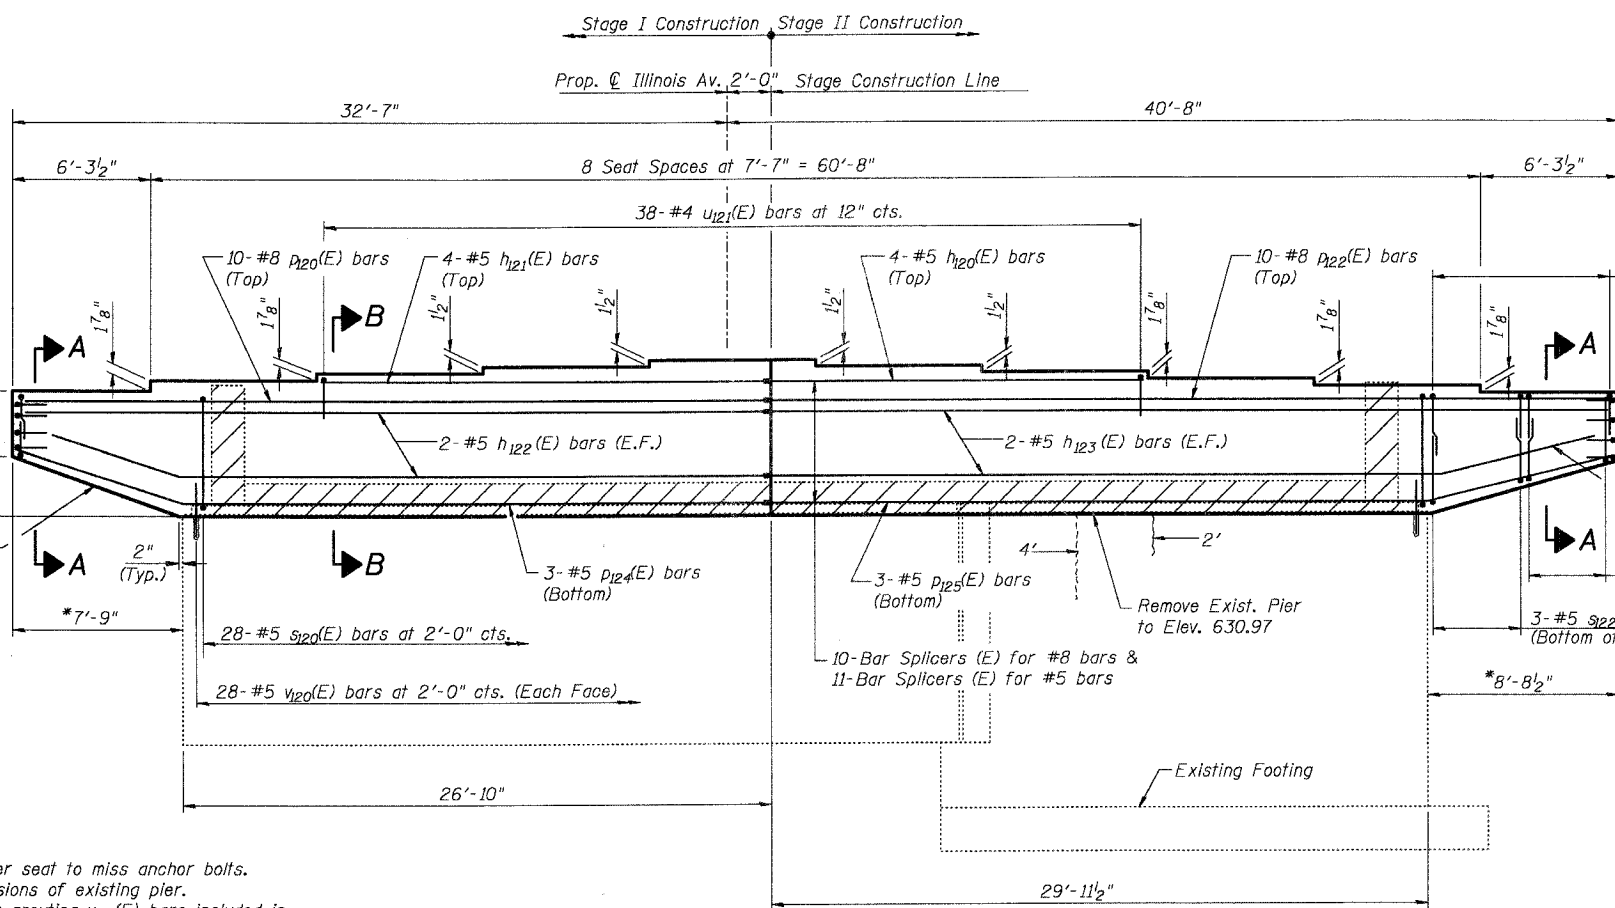 Stage I Construction
Stage II Construction
Prop. ℄ Illinois Av.
2'-0"
Stage Construction Line
32'-7"
40'-8"
6'-3½"
8 Seat Spaces at 7'-7" = 60'-8"
6'-3½"
38-#4 u121(E) bars at 12" cts.
10-#8 p120(E) bars
(Top)
4-#5 h121(E) bars
(Top)
4-#5 h120(E) bars
(Top)
10-#8 p122(E) bars
(Top)
1⅞"
1⅞"
1½"
1½"
1½"
1½"
1⅞"
1⅞"
1⅞"
A
B
A
2-#5 h122(E) bars (E.F.)
2-#5 h123(E) bars (E.F.)
A
B
A
2"
(Typ.)
4'
2'
3-#5 p124(E) bars
(Bottom)
3-#5 p125(E) bars
(Bottom)
Remove Exist. Pier
to Elev. 630.97
*7'-9"
28-#5 s120(E) bars at 2'-0" cts.
3-#5 s122
(Bottom of
10-Bar Splicers (E) for #8 bars &
11-Bar Splicers (E) for #5 bars
28-#5 v120(E) bars at 2'-0" cts. (Each Face)
*8'-8½"
Existing Footing
26'-10"
29'-11½"
er seat to miss anchor bolts.
sions of existing pier.